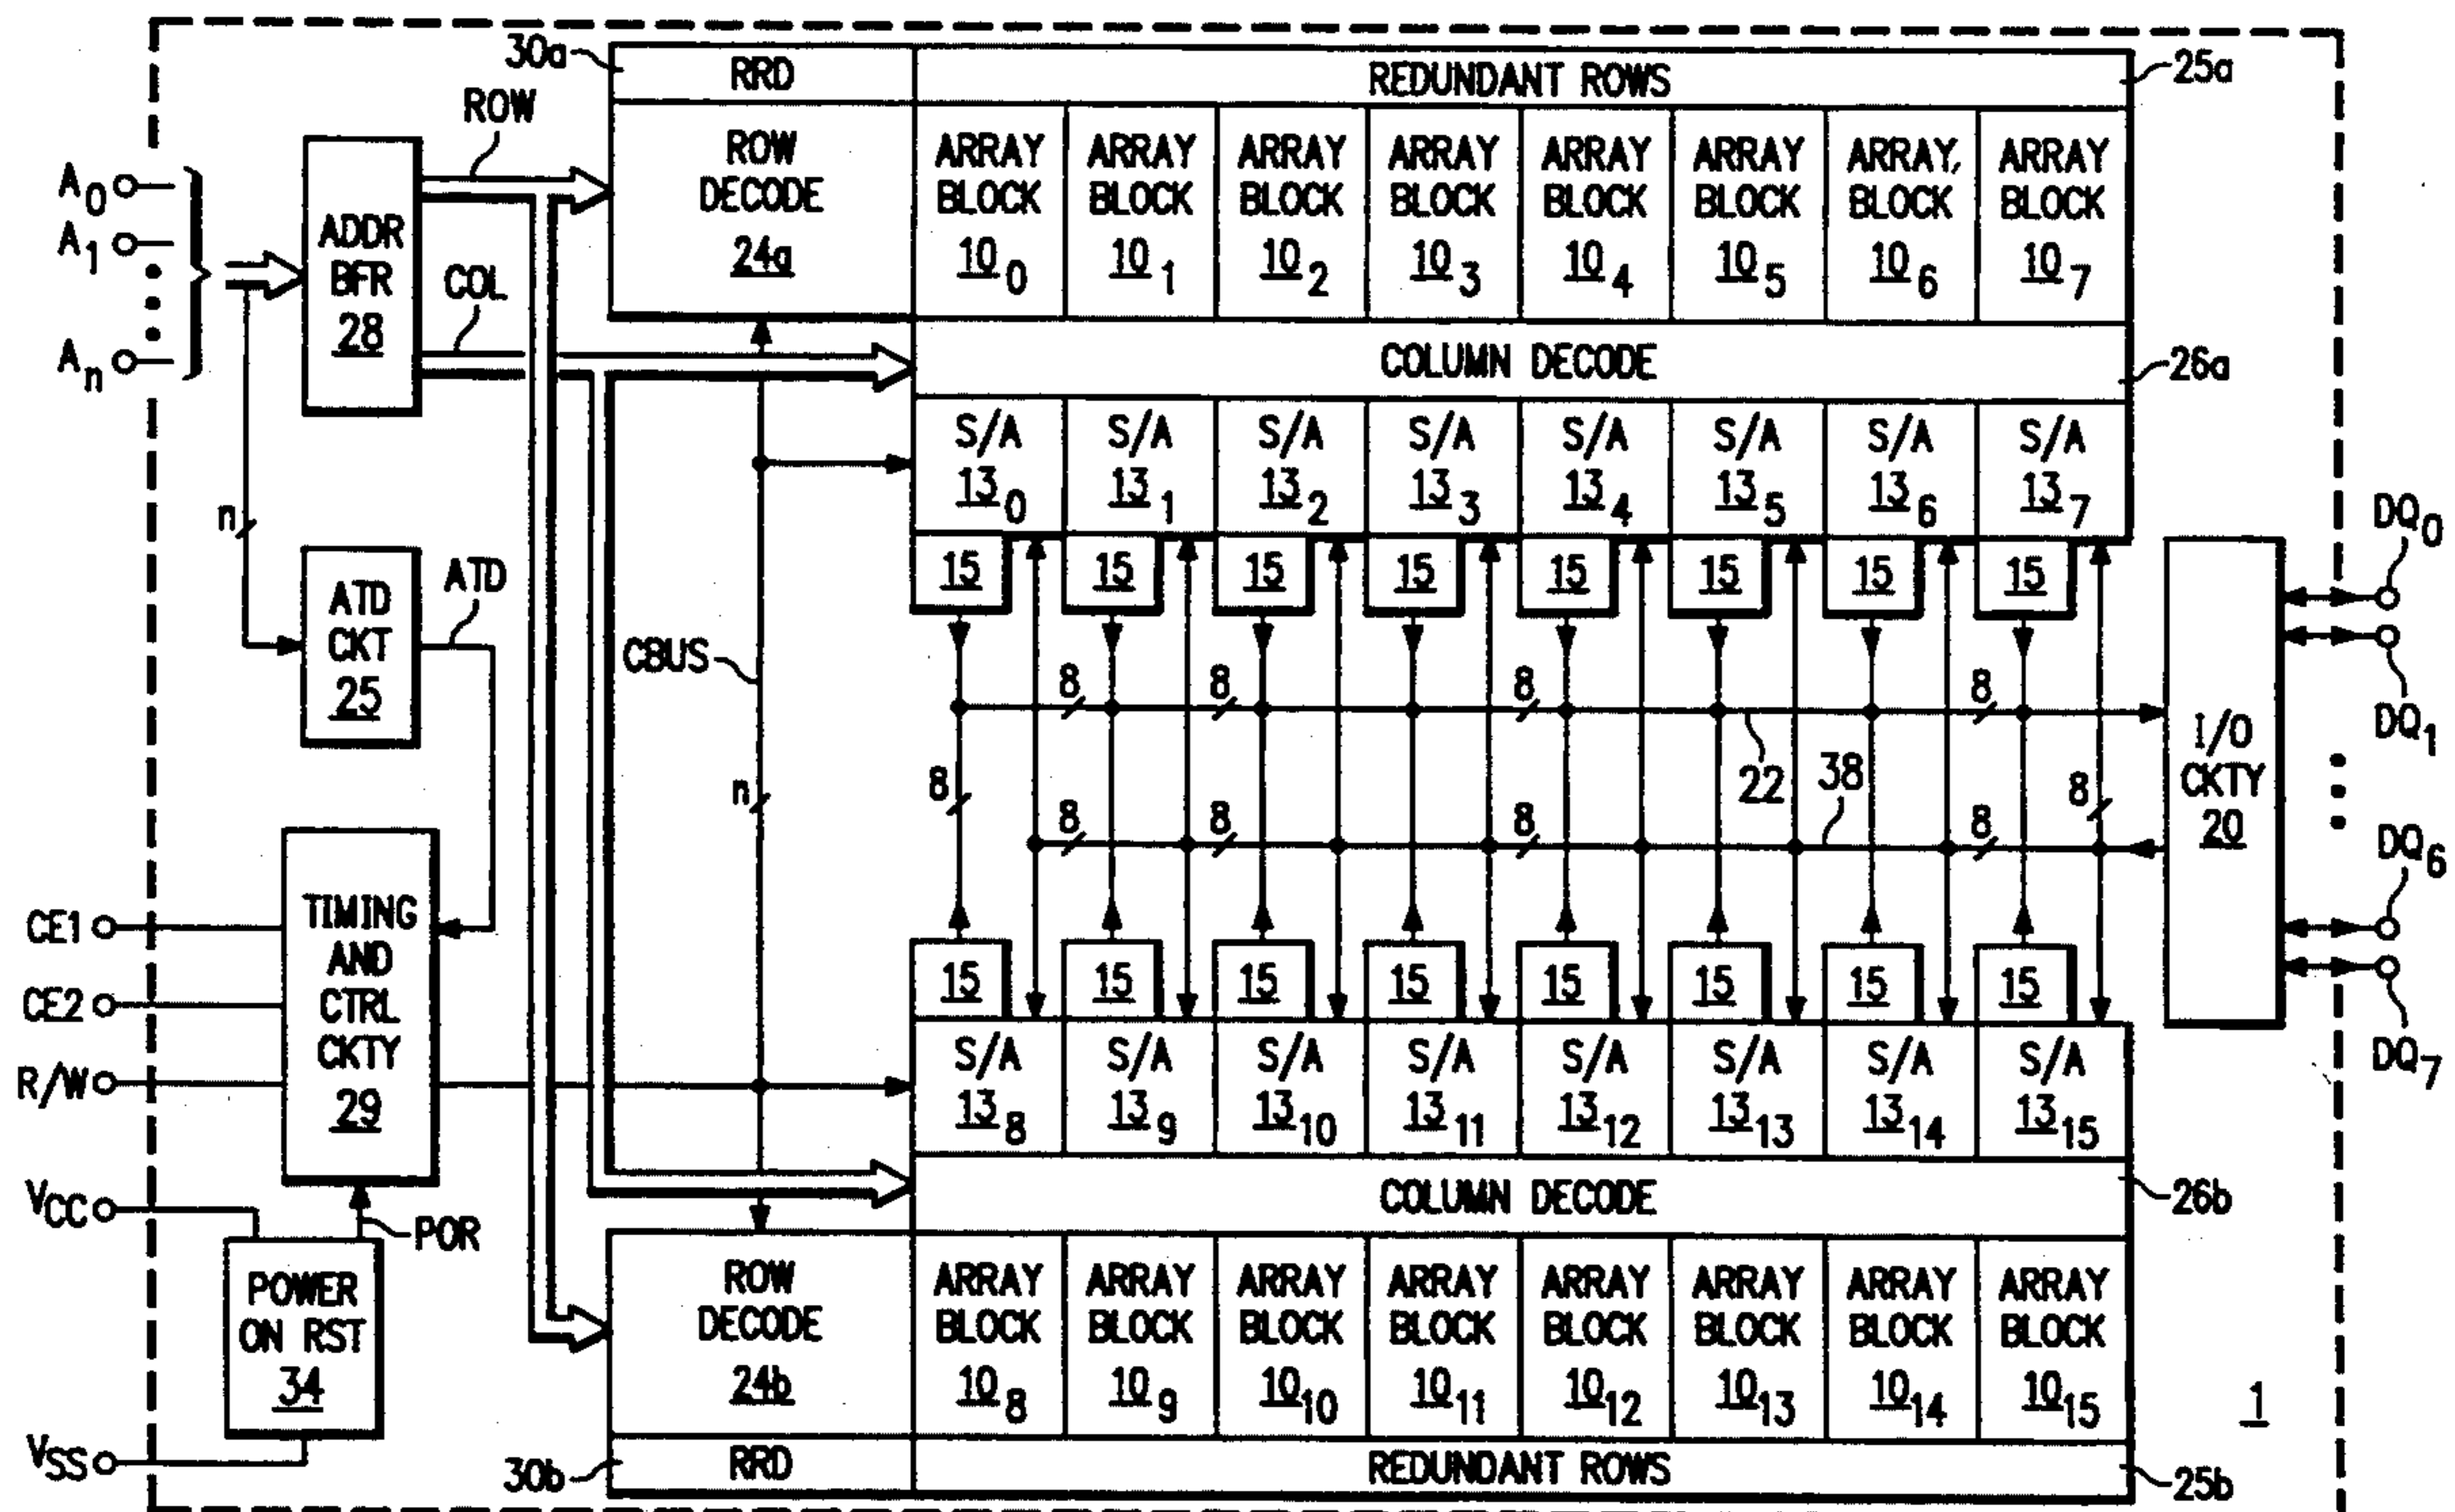 30a
RRD
REDUNDANT ROWS
25a
ROW
A0
A1
An
ADDR
BFR
28
COL
ROW
DECODE
24a
ARRAY
BLOCK
10 0
ARRAY
BLOCK
10 1
ARRAY
BLOCK
10 2
ARRAY
BLOCK
10 3
ARRAY
BLOCK
10 4
ARRAY
BLOCK
10 5
ARRAY
BLOCK
10 6
ARRAY
BLOCK
10 7
COLUMN DECODE
26a
S/A
13 0
S/A
13 1
S/A
13 2
S/A
13 3
S/A
13 4
S/A
13 5
S/A
13 6
S/A
13 7
n
ATD
CKT
25
ATD
15 15 15 15 15 15 15 15
CBUS
n
8 8 8 8
22
8
38
8
8 8 8 8
I/O
CKTY
20
DQ0
DQ1
DQ6
DQ7
CE1
CE2
R/W
TIMING
AND
CTRL
CKTY
29
15 15 15 15 15 15 15 15
S/A
13 8
S/A
13 9
S/A
13 10
S/A
13 11
S/A
13 12
S/A
13 13
S/A
13 14
S/A
13 15
VCC
POR
POWER
ON RST
34
VSS
COLUMN DECODE
26b
ROW
DECODE
24b
ARRAY
BLOCK
10 8
ARRAY
BLOCK
10 9
ARRAY
BLOCK
10 10
ARRAY
BLOCK
10 11
ARRAY
BLOCK
10 12
ARRAY
BLOCK
10 13
ARRAY
BLOCK
10 14
ARRAY
BLOCK
10 15
1
30b
RRD
REDUNDANT ROWS
25b